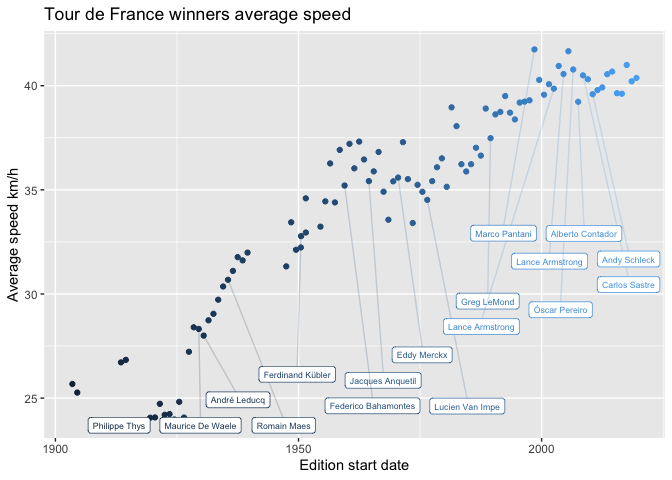 Tour de France winners average speed
Average speed km/h
40
35
30
25
Marco Pantani
Alberto Contador
Lance Armstrong
Andy Schleck
Carlos Sastre
Greg LeMond
Óscar Pereiro
Lance Armstrong
Eddy Merckx
Ferdinand Kübler
Jacques Anquetil
André Leducq
Federico Bahamontes
Lucien Van Impe
Philippe Thys
Maurice De Waele
Romain Maes
1900
1950
2000
Edition start date